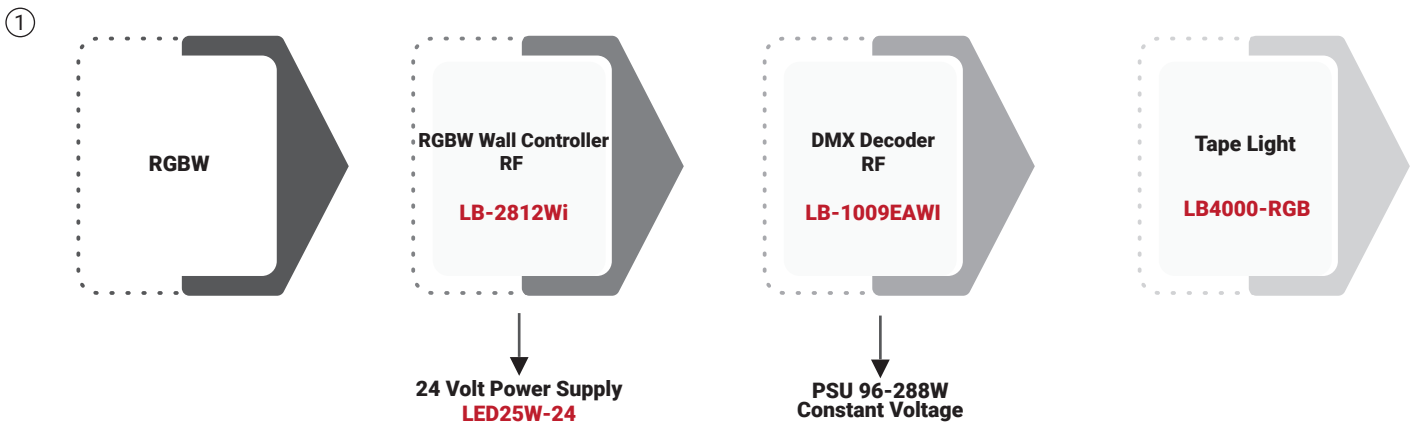 1
RGBW
RGBW Wall Controller
RF
LB-2812Wi
24 Volt Power Supply
LED25W-24
DMX Decoder
RF
LB-1009EAWI
PSU 96-288W
Constant Voltage
Tape Light
LB4000-RGB